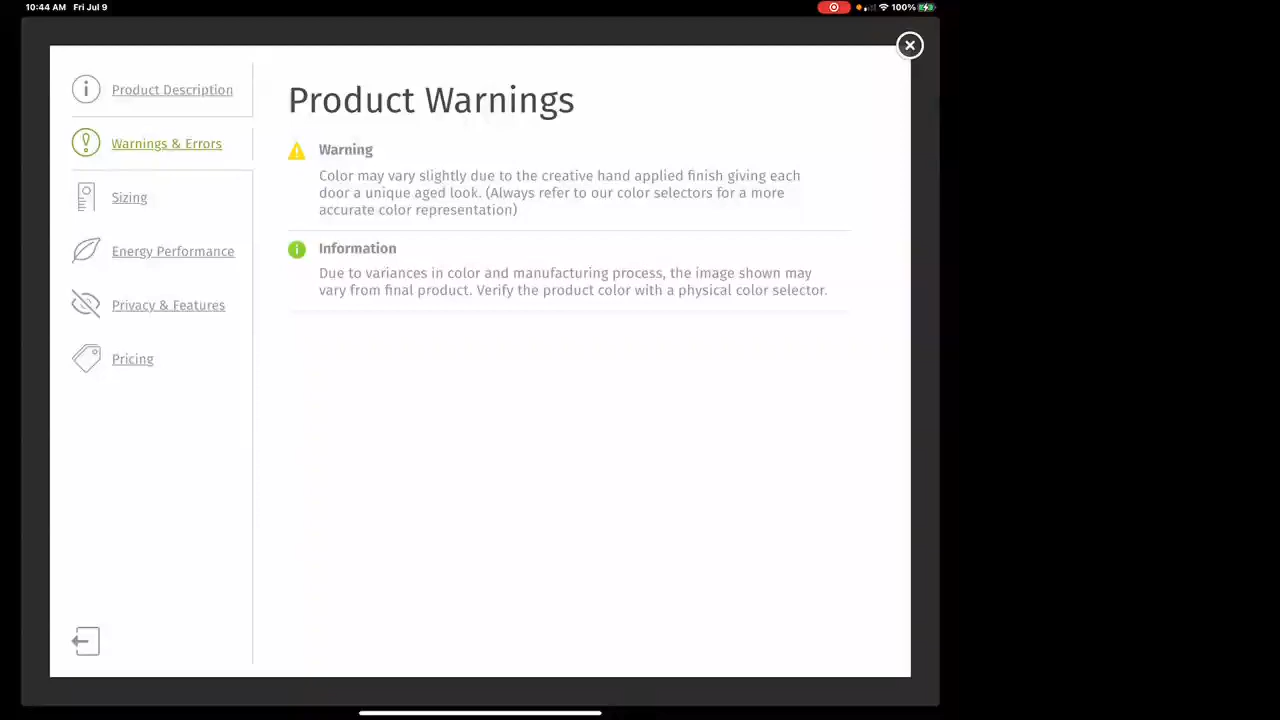 10:44 AM Fri Jul 9
100%
Product Description
Warnings & Errors
Sizing
Energy Performance
Privacy & Features
Pricing
Product Warnings
Warning
Color may vary slightly due to the creative hand applied finish giving each
door a unique aged look. (Always refer to our color selectors for a more
accurate color representation)
Information
Due to variances in color and manufacturing process, the image shown may
vary from final product. Verify the product color with a physical color selector.